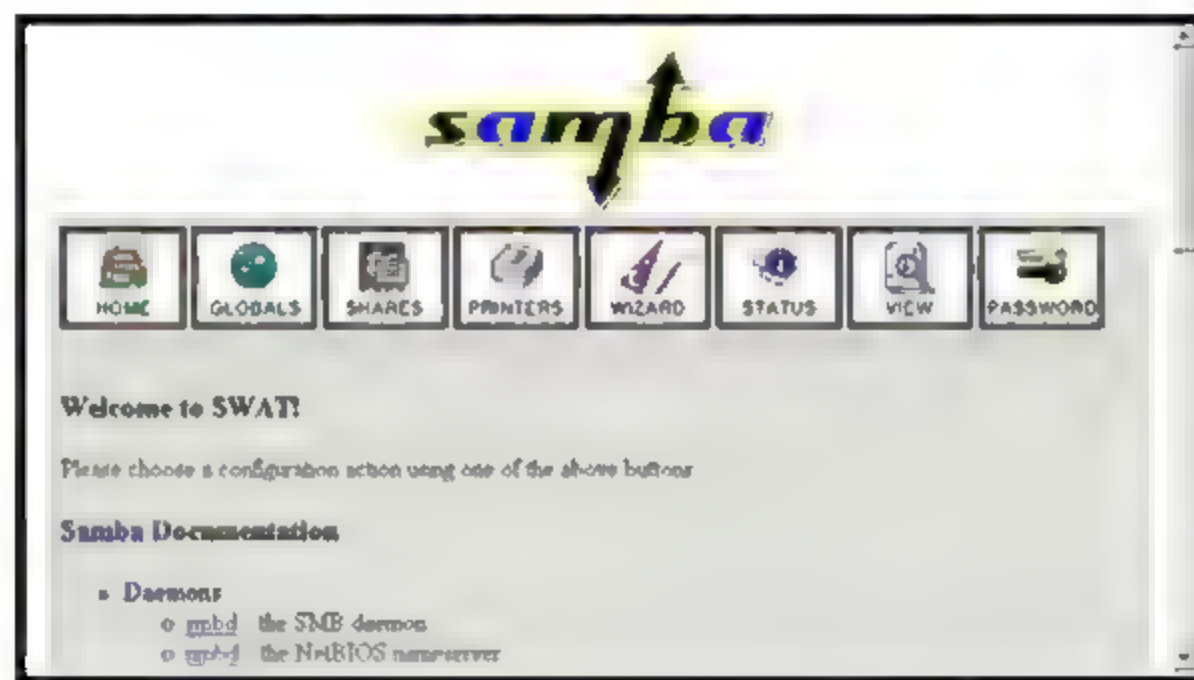 samba
HOME GLOBALS SHARES PRINTERS WIZARD STATUS VIEW PASSWORD
Welcome to SWAT!
Please choose a configuration action using one of the above buttons
Samba Documentation
Daemons
the SMB daemon
the NetBIOS nameserver